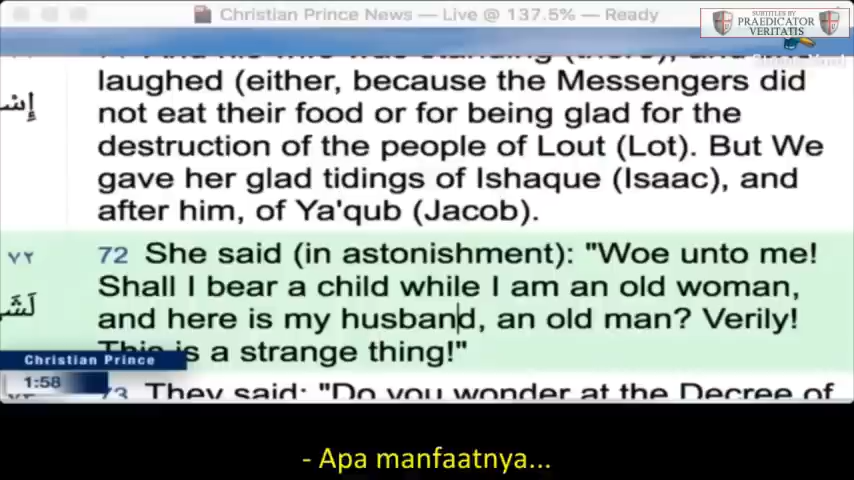 Christian Prince News — Live @ 137.5% — Ready
SUBTITLES BY
PRAEDICATOR
VERITATIS
laughed (either, because the Messengers did
not eat their food or for being glad for the
destruction of the people of Lout (Lot). But We
gave her glad tidings of Ishaque (Isaac), and
after him, of Ya'qub (Jacob).
٧٢ 72 She said (in astonishment): "Woe unto me!
Shall I bear a child while I am an old woman,
and here is my husband, an old man? Verily!
This is a strange thing!"
Christian Prince
1:58
73 They said: "Do you wonder at the Decree of
- Apa manfaatnya...